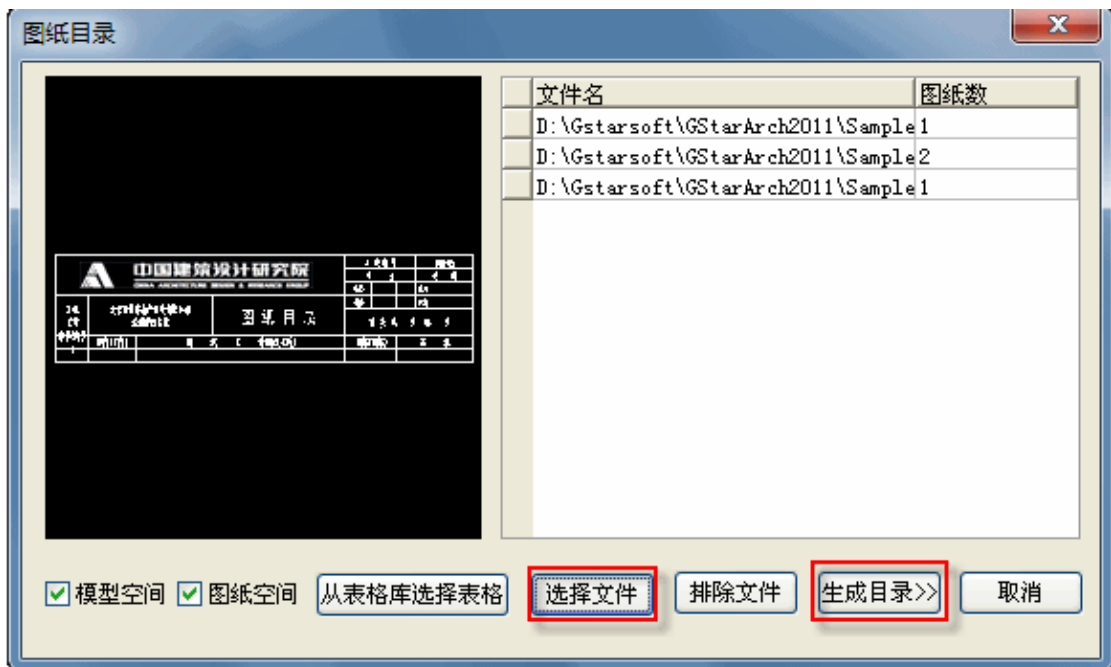 图纸目录
文件名 图纸数
D:\Gstarsoft\GStarArch2011\Sample 1
D:\Gstarsoft\GStarArch2011\Sample 2
D:\Gstarsoft\GStarArch2011\Sample 1
中国建筑设计研究院
图纸目录
模型空间 图纸空间 从表格库选择表格 选择文件 排除文件 生成目录>> 取消